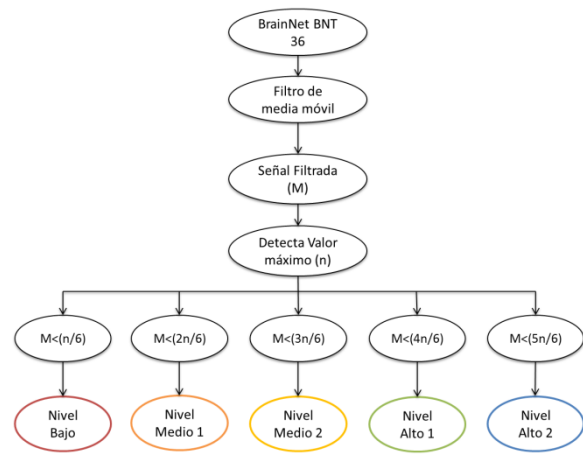 BrainNet BNT
36
Filtro de
media móvil
Señal Filtrada
(M)
Detecta Valor
máximo (n)
M<(n/6)
M<(2n/6)
M<(3n/6)
M<(4n/6)
M<(5n/6)
Nivel
Bajo
Nivel
Medio 1
Nivel
Medio 2
Nivel
Alto 1
Nivel
Alto 2